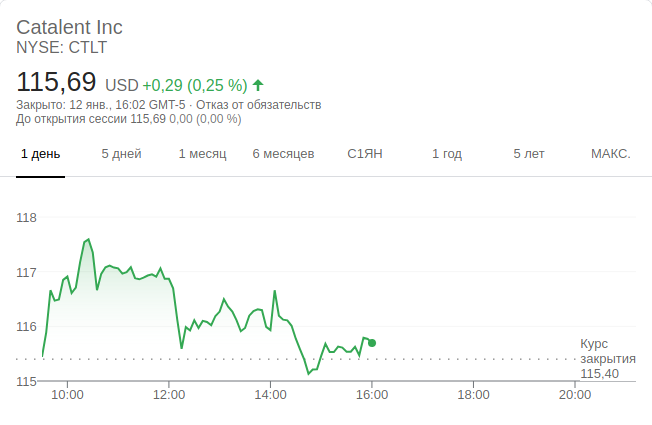 Catalent Inc
NYSE: CTLT
115,69 USD +0,29 (0,25 %)
Закрыто: 12 янв., 16:02 GMT-5 · Отказ от обязательств
До открытия сессии 115,69 0,00 (0,00 %)
1 день 5 дней 1 месяц 6 месяцев С1ЯН 1 год 5 лет МАКС.
118
117
116
115
Курс
закрытия
115,40
10:00 12:00 14:00 16:00 18:00 20:00